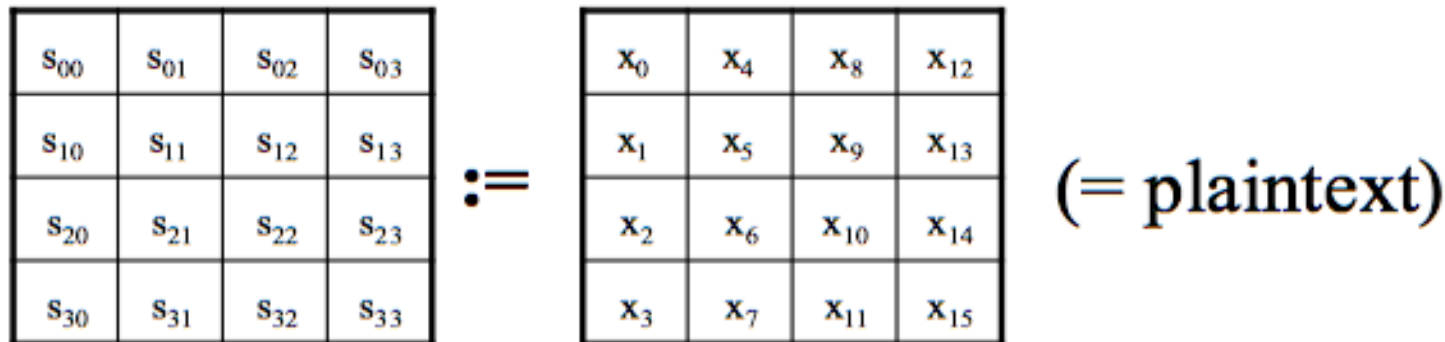 s₀₀ s₀₁ s₀₂ s₀₃ x₀ x₄ x₈ x₁₂
s₁₀ s₁₁ s₁₂ s₁₃ x₁ x₅ x₉ x₁₃
:= (= plaintext)
s₂₀ s₂₁ s₂₂ s₂₃ x₂ x₆ x₁₀ x₁₄
s₃₀ s₃₁ s₃₂ s₃₃ x₃ x₇ x₁₁ x₁₅